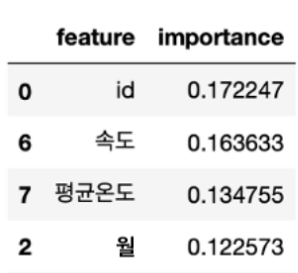 feature importance
0 id 0.172247
6 속도 0.163633
7 평균온도 0.134755
2 월 0.122573